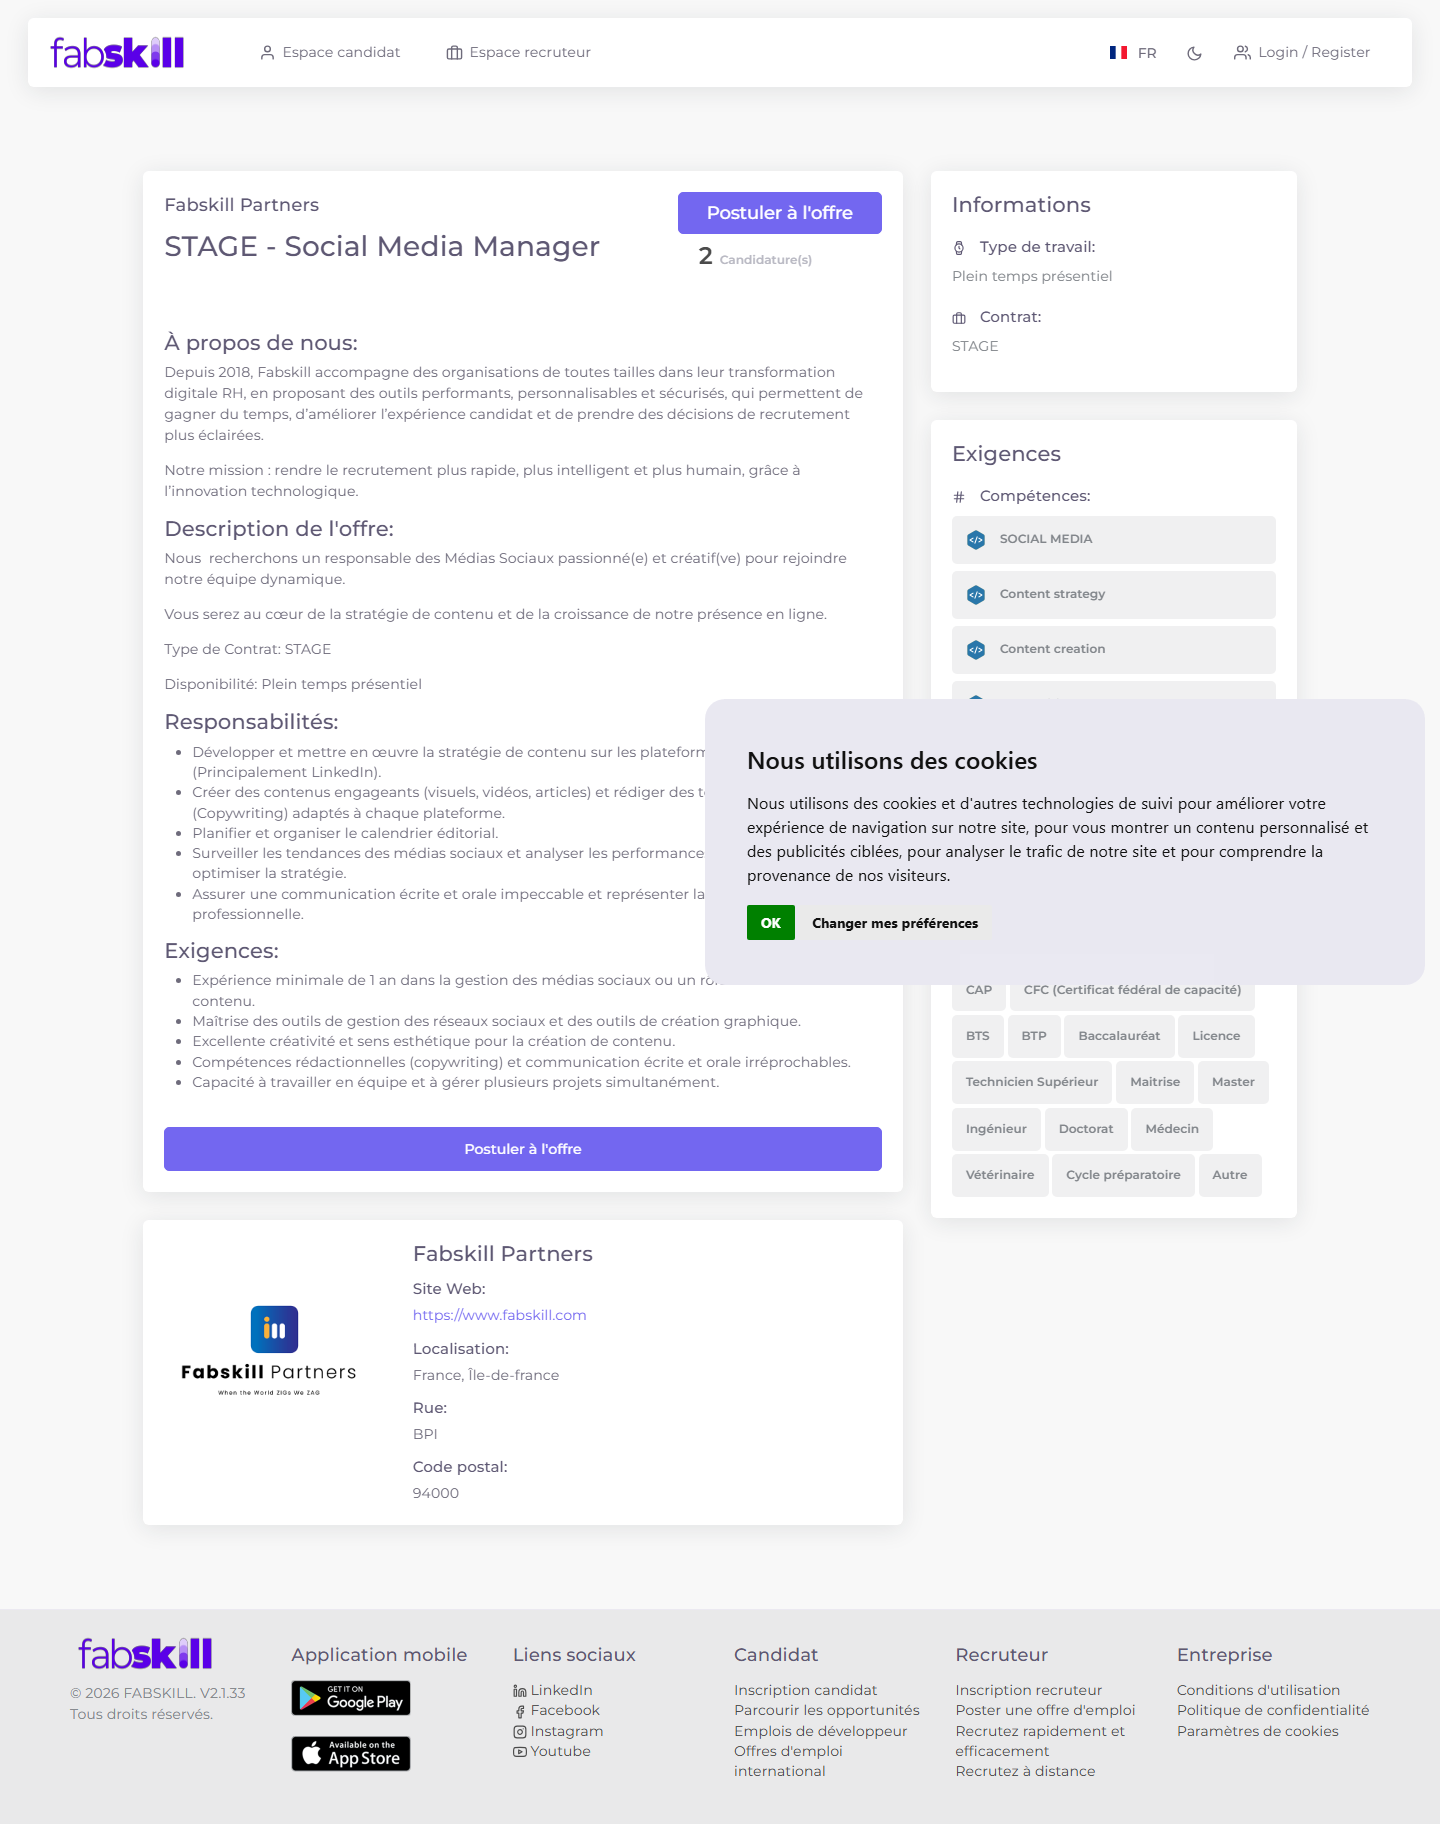 fabskill
Espace candidat
Espace recruteur
FR
Login / Register
Fabskill Partners
Postuler à l'offre
STAGE - Social Media Manager
2 Candidature(s)
À propos de nous:
Depuis 2018, Fabskill accompagne des organisations de toutes tailles dans leur transformation
digitale RH, en proposant des outils performants, personnalisables et sécurisés, qui permettent de
gagner du temps, d’améliorer l’expérience candidat et de prendre des décisions de recrutement
plus éclairées.
Notre mission : rendre le recrutement plus rapide, plus intelligent et plus humain, grâce à
l’innovation technologique.
Description de l'offre:
Nous  recherchons un responsable des Médias Sociaux passionné(e) et créatif(ve) pour rejoindre
notre équipe dynamique.
Vous serez au cœur de la stratégie de contenu et de la croissance de notre présence en ligne.
Type de Contrat: STAGE
Disponibilité: Plein temps présentiel
Responsabilités:
Développer et mettre en œuvre la stratégie de contenu sur les
(Principalement LinkedIn).
Créer des contenus engageants (visuels, vidéos, articles) et rédiger des
(Copywriting) adaptés à chaque plateforme.
Planifier et organiser le calendrier éditorial.
Surveiller les tendances des médias sociaux et analyser les
optimiser la stratégie.
Assurer une communication écrite et orale impeccable et représenter la
professionnelle.
Exigences:
Expérience minimale de 1 an dans la gestion des médias sociaux ou un
contenu.
Maîtrise des outils de gestion des réseaux sociaux et des outils de création graphique.
Excellente créativité et sens esthétique pour la création de contenu.
Compétences rédactionnelles (copywriting) et communication écrite et orale irréprochables.
Capacité à travailler en équipe et à gérer plusieurs projets simultanément.
Postuler à l'offre
Informations
Type de travail:
Plein temps présentiel
Contrat:
STAGE
Exigences
Compétences:
SOCIAL MEDIA
Content strategy
Content creation
Nous utilisons des cookies
Nous utilisons des cookies et d'autres technologies de suivi pour améliorer votre
expérience de navigation sur notre site, pour vous montrer un contenu personnalisé et
des publicités ciblées, pour analyser le trafic de notre site et pour comprendre la
provenance de nos visiteurs.
OK
Changer mes préférences
CAP
CFC (Certificat fédéral de capacité)
BTS
BTP
Baccalauréat
Licence
Technicien Supérieur
Maitrise
Master
Ingénieur
Doctorat
Médecin
Vétérinaire
Cycle préparatoire
Autre
Fabskill Partners
When the World ZIGs We ZAG
Fabskill Partners
Site Web:
https://www.fabskill.com
Localisation:
France, Île-de-france
Rue:
BPI
Code postal:
94000
fabskill
© 2026 FABSKILL. V2.1.33
Tous droits réservés.
Application mobile
GET IT ON
Google Play
Available on the
App Store
Liens sociaux
LinkedIn
Facebook
Instagram
Youtube
Candidat
Inscription candidat
Parcourir les opportunités
Emplois de développeur
Offres d'emploi
international
Recruteur
Inscription recruteur
Poster une offre d'emploi
Recrutez rapidement et
efficacement
Recrutez à distance
Entreprise
Conditions d'utilisation
Politique de confidentialité
Paramètres de cookies